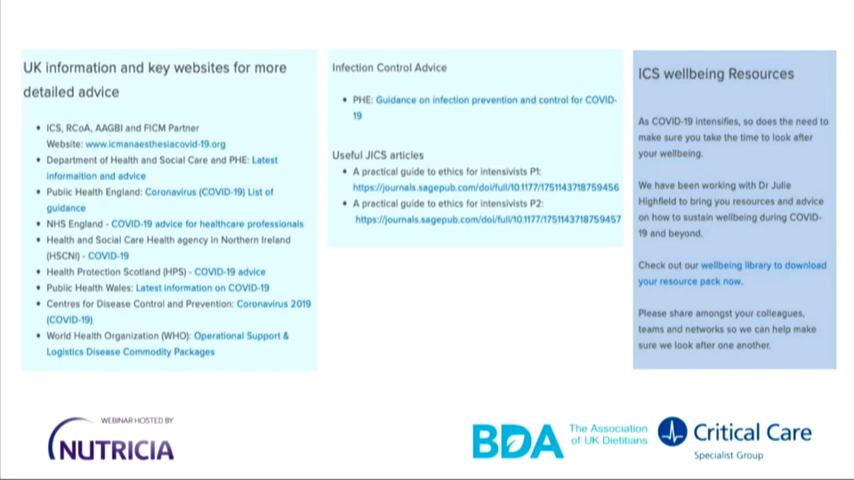 UK information and key websites for more
detailed advice
• ICS, RCoA, AAGBI and FICM Partner
Website: www.icmanaesthesiacovid-19.org
• Department of Health and Social Care and PHE: Latest
informaition and advice
• Public Health England: Coronavirus (COVID-19) List of
guidance
• NHS England - COVID-19 advice for healthcare professionals
• Health and Social Care Health agency in Northern Ireland
(HSCNI) - COVID-19
• Health Protection Scotland (HPS) - COVID-19 advice
• Public Health Wales: Latest information on COVID-19
• Centres for Disease Control and Prevention: Coronavirus 2019
(COVID-19)
• World Health Organization (WHO): Operational Support &
Logistics Disease Commodity Packages
Infection Control Advice
• PHE: Guidance on infection prevention and control for COVID-
19
Useful JICS articles
• A practical guide to ethics for intensivists P1:
https://journals.sagepub.com/doi/full/10.1177/1751143718759456
• A practical guide to ethics for intensivists P2:
https://journals.sagepub.com/doi/full/10.1177/1751143718759457
ICS wellbeing Resources
As COVID-19 intensifies, so does the need to
make sure you take the time to look after
your wellbeing.
We have been working with Dr Julie
Highfield to bring you resources and advice
on how to sustain wellbeing during COVID-
19 and beyond.
Check out our wellbeing library to download
your resource pack now.
Please share amongst your colleagues,
teams and networks so we can help make
sure we look after one another.
WEBINAR HOSTED BY
NUTRICIA
BDA
The Association
of UK Dietitians
Critical Care
Specialist Group